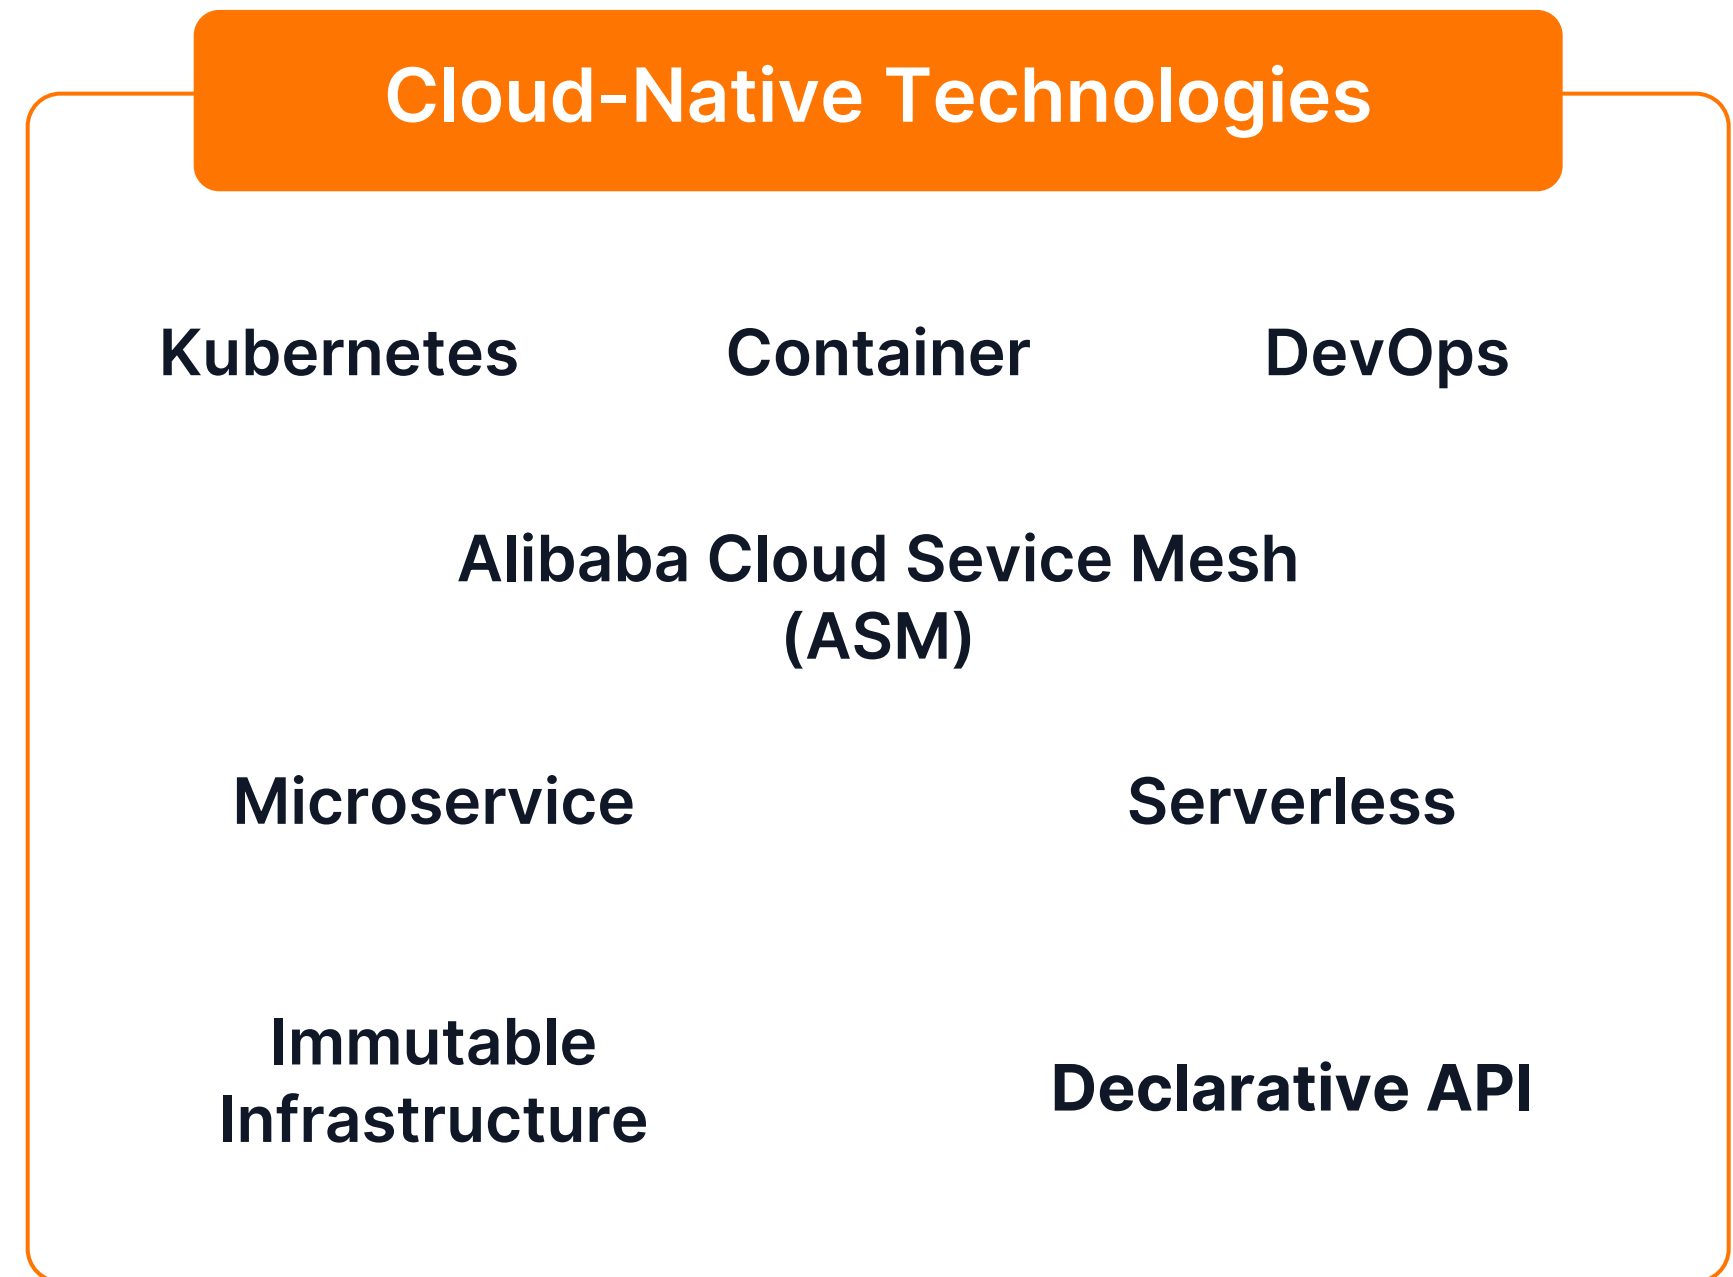 Cloud-Native Technologies
Kubernetes Container DevOps
Alibaba Cloud Sevice Mesh
(ASM)
Microservice Serverless
Immutable
Infrastructure
Declarative API